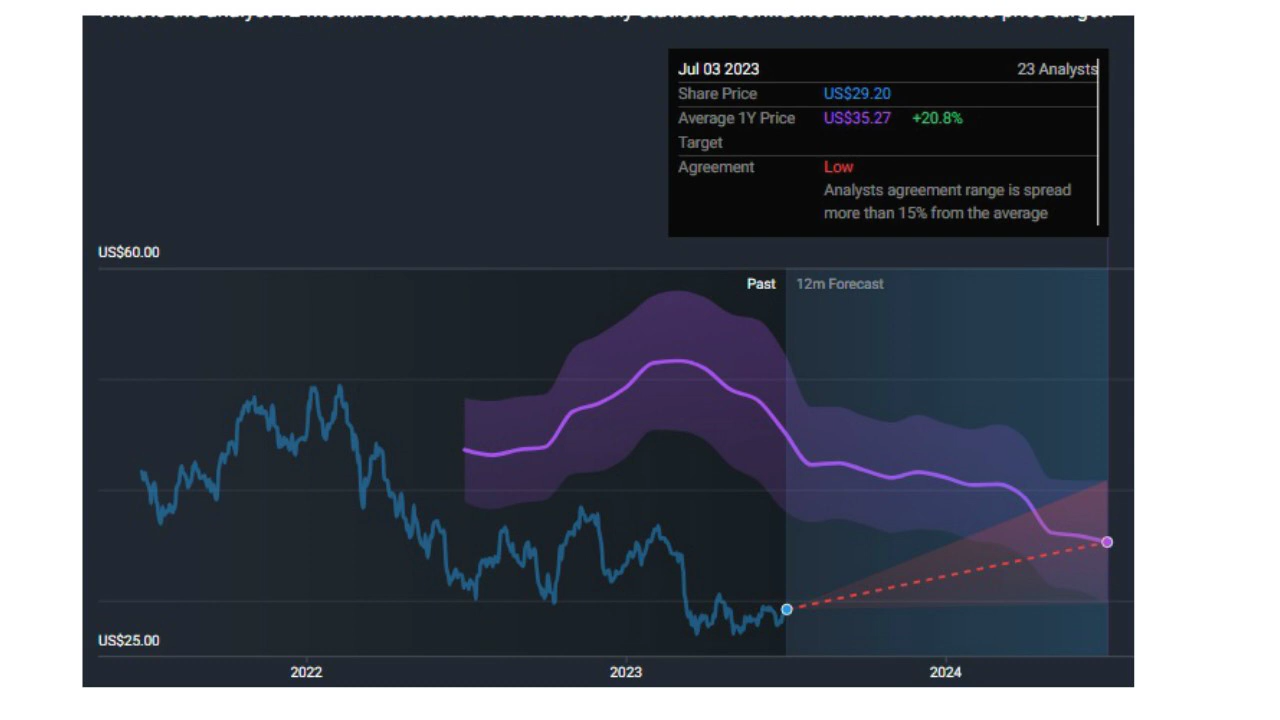 Jul 03 2023 23 Analysts
Share Price US$29.20
Average 1Y Price US$35.27 +20.8%
Target
Agreement Low
Analysts agreement range is spread
more than 15% from the average
US$60.00
Past 12m Forecast
US$25.00
2022 2023 2024